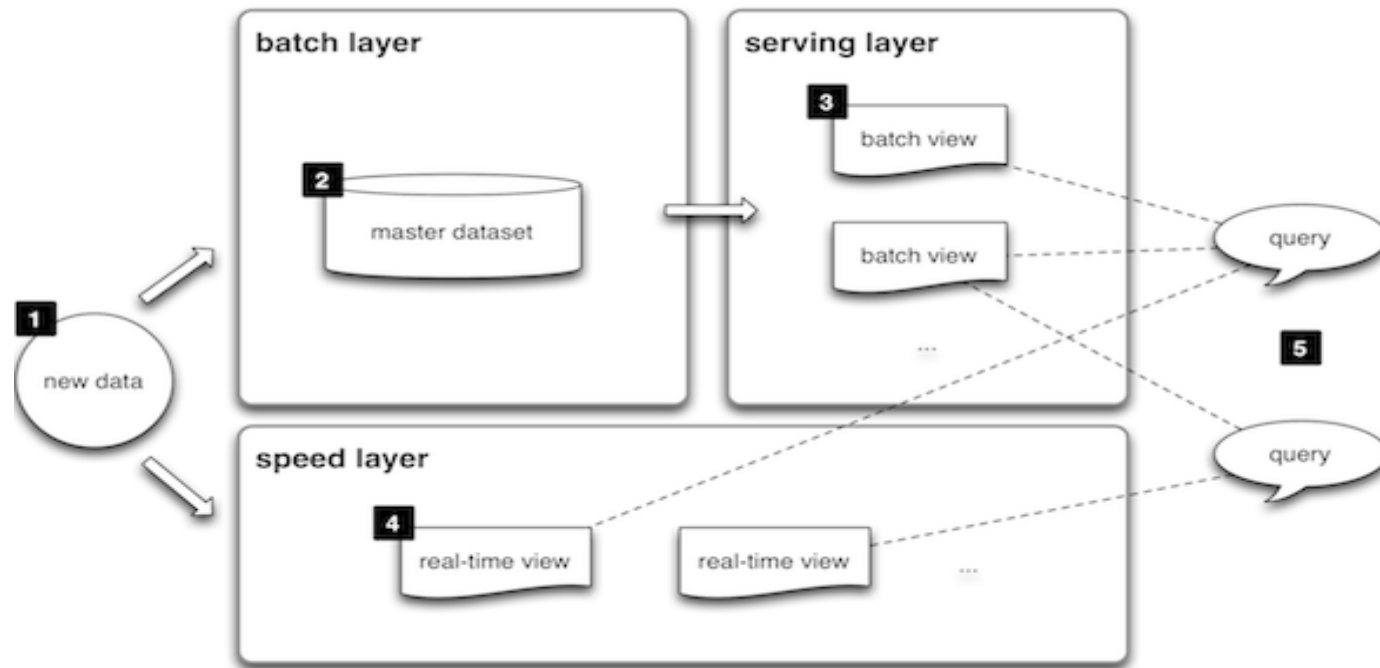 batch layer
serving layer
3
batch view
2
master dataset
batch view
query
1
new data
...
5
speed layer
query
4
real-time view
real-time view
...